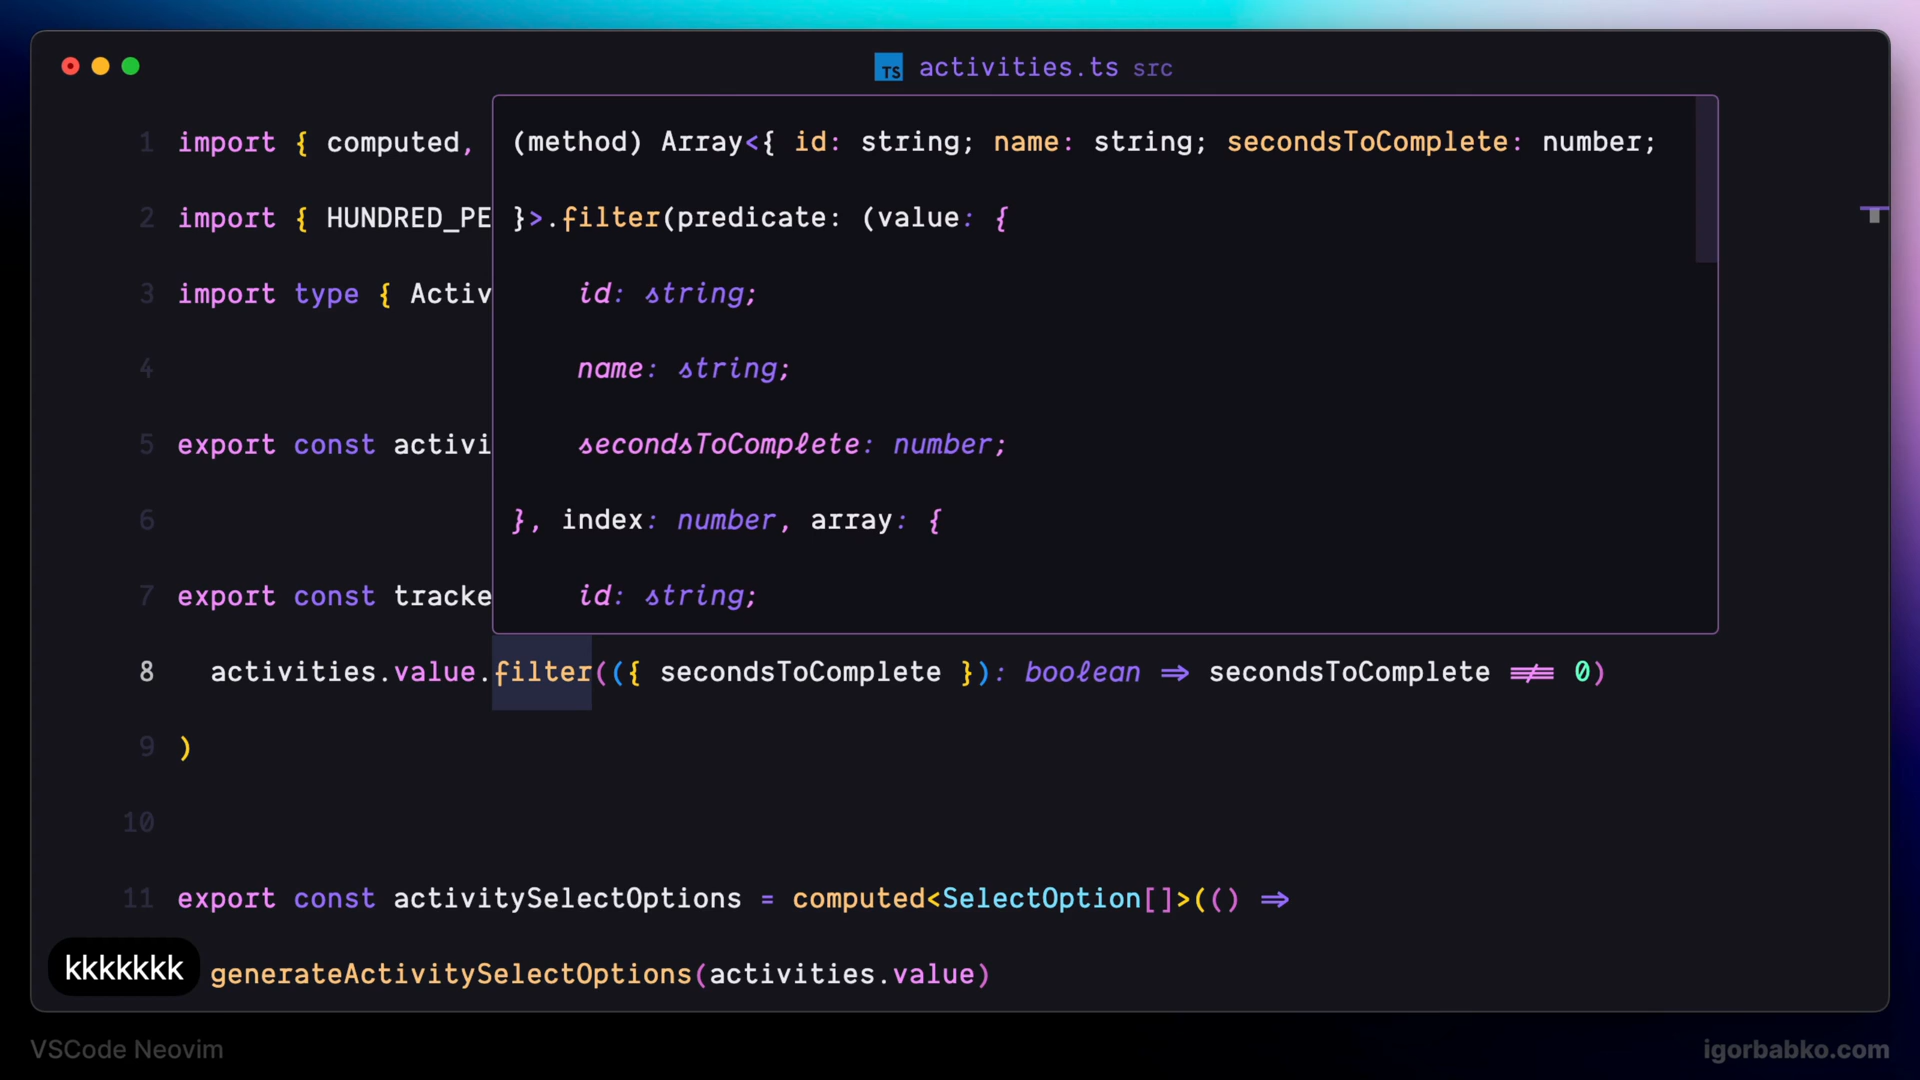 TS activities.ts src
1 import { computed,
2 import { HUNDRED_PE
3 import type { Activ
4
5 export const activi
6
7 export const tracke
(method) Array<{ id: string; name: string; secondsToComplete: number;
}>.filter(predicate: (value: {
id: string;
name: string;
secondsToComplete: number;
}, index: number, array: {
id: string;
8 activities.value.filter(({ secondsToComplete }): boolean => secondsToComplete !== 0)
9 )
10
11 export const activitySelectOptions = computed<SelectOption[]>(() =>
generateActivitySelectOptions(activities.value)
kkkkkkk
VSCode Neovim
igorbabko.com